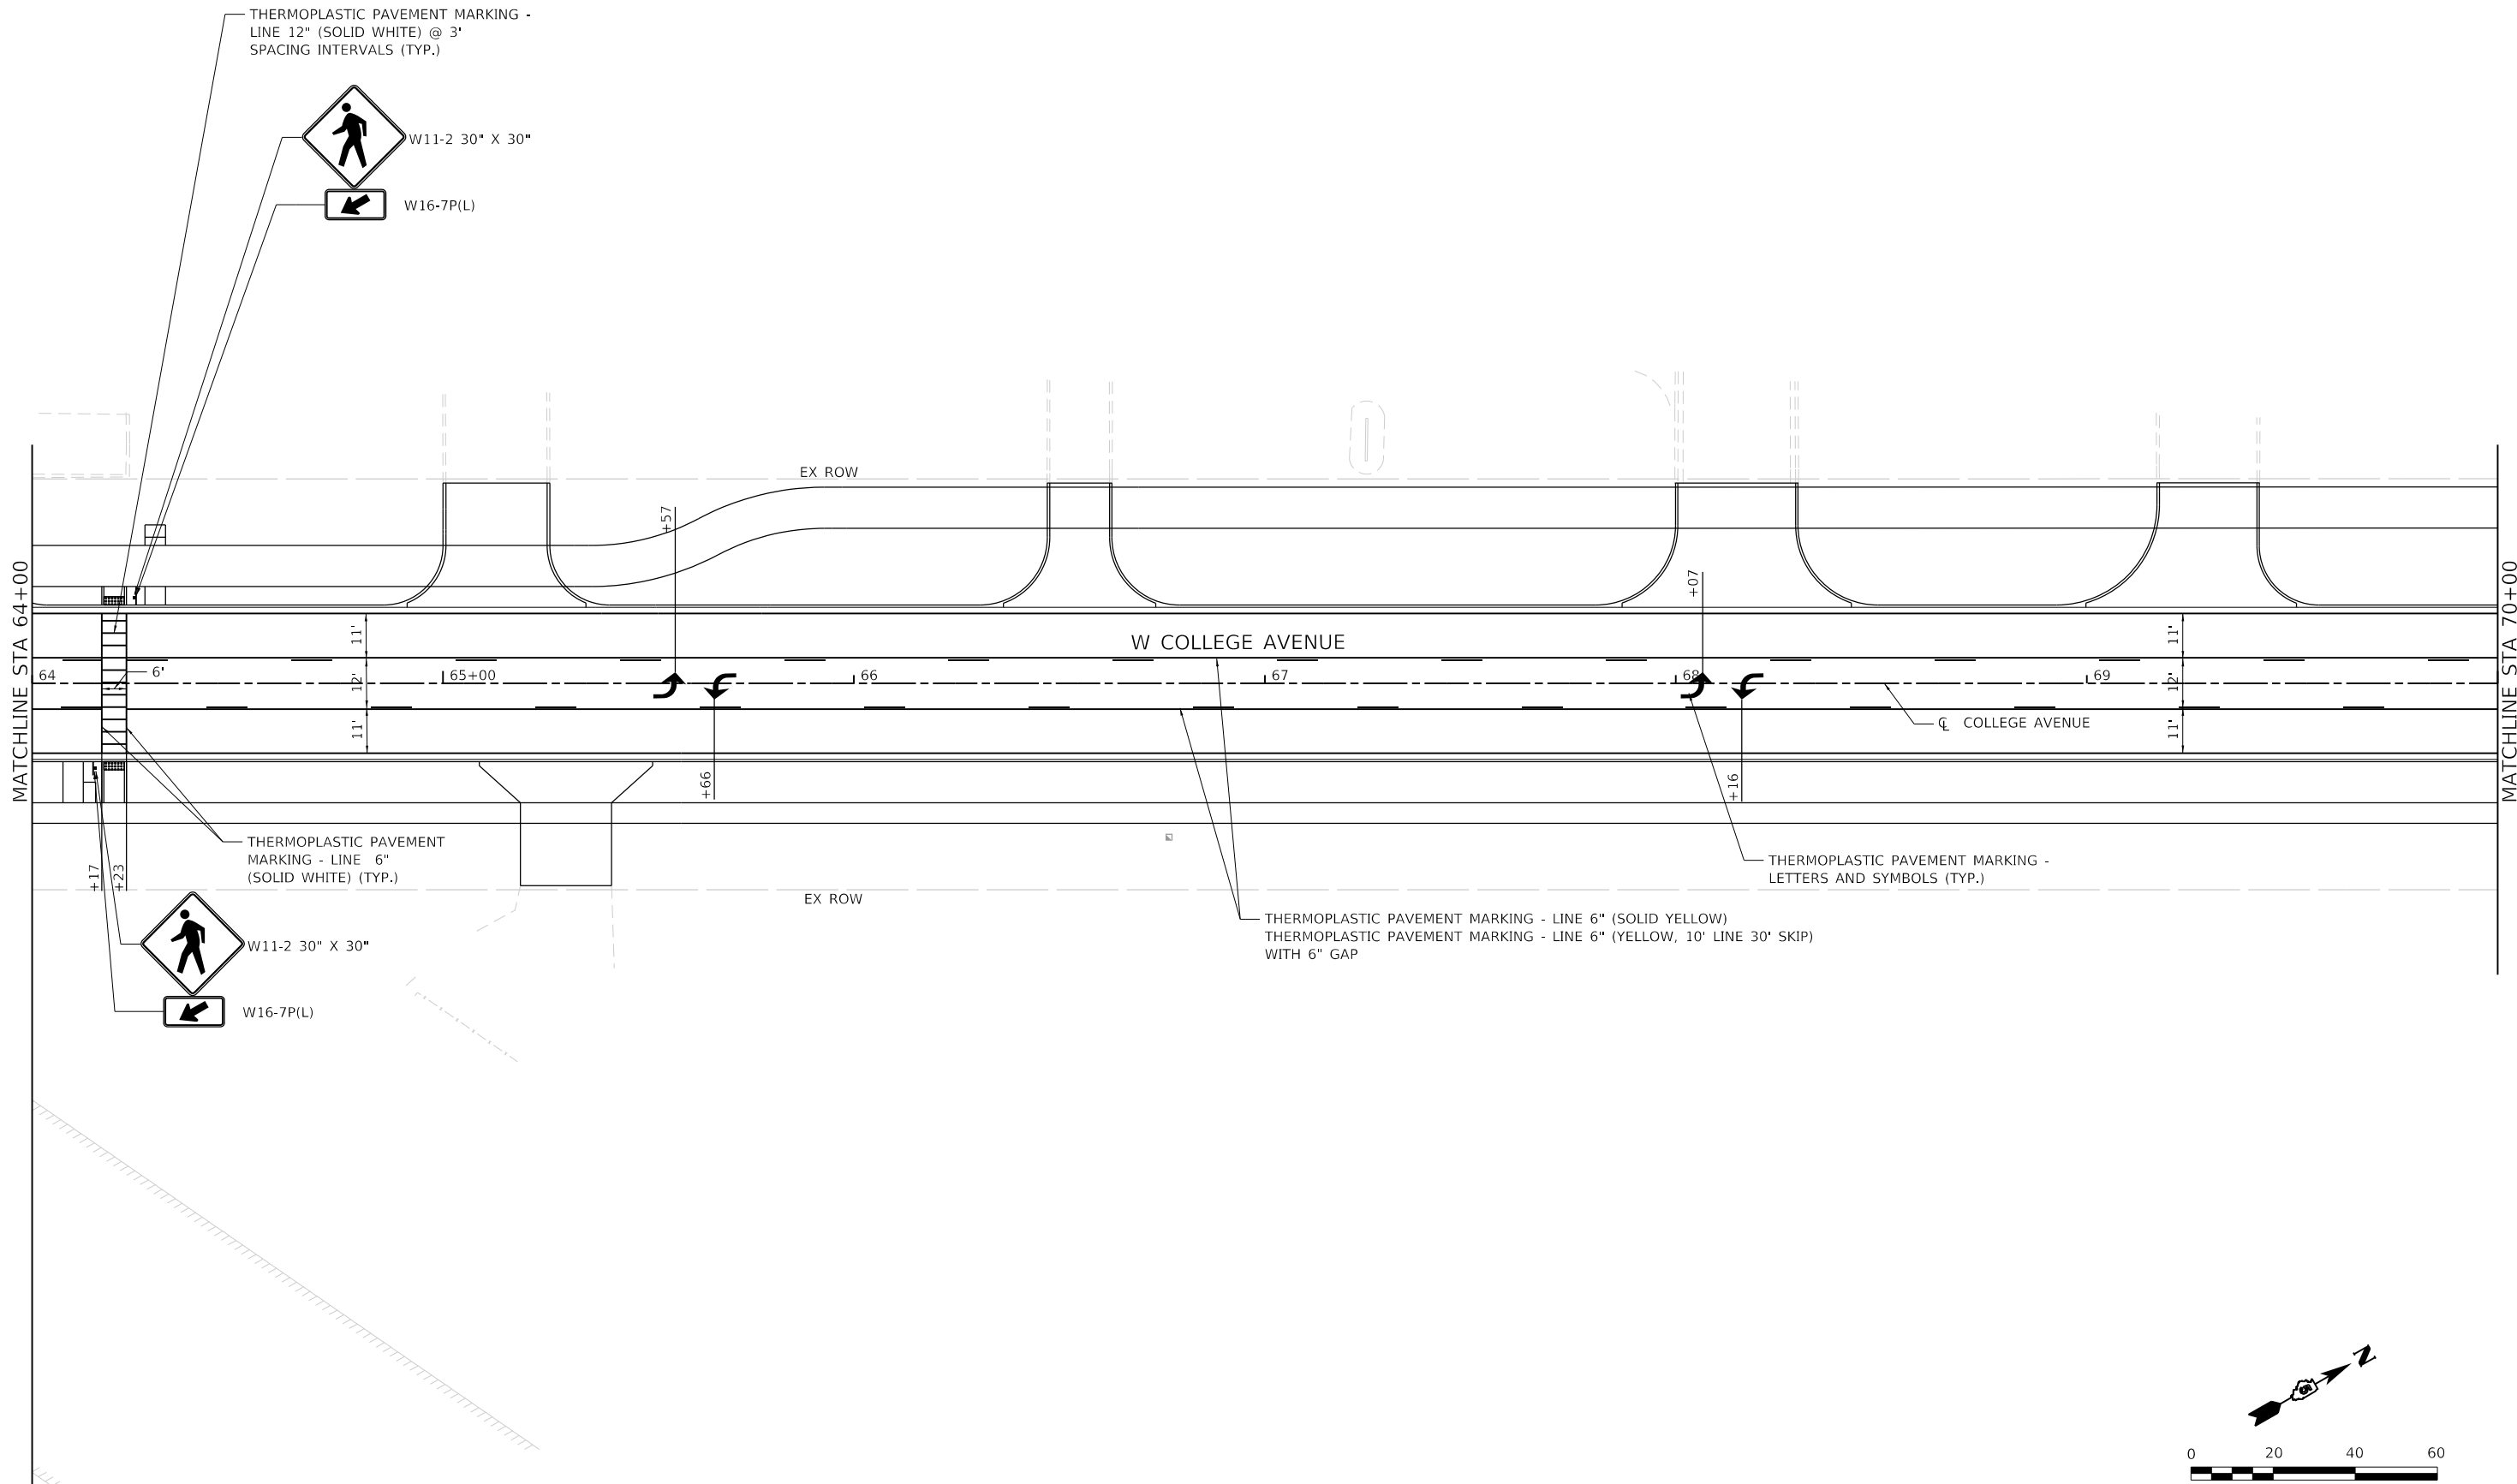 THERMOPLASTIC PAVEMENT MARKING -
LINE 12" (SOLID WHITE) @ 3'
SPACING INTERVALS (TYP.)
W11-2 30" X 30"
W16-7P(L)
EX ROW
+57
+07
MATCHLINE STA 64+00
MATCHLINE STA 70+00
W COLLEGE AVENUE
11'
11'
64
6'
12'
65+00
66
67
68
69
12'
11'
11'
℄ COLLEGE AVENUE
+66
+16
THERMOPLASTIC PAVEMENT
MARKING - LINE 6"
(SOLID WHITE) (TYP.)
+17
+23
THERMOPLASTIC PAVEMENT MARKING -
LETTERS AND SYMBOLS (TYP.)
EX ROW
THERMOPLASTIC PAVEMENT MARKING - LINE 6" (SOLID YELLOW)
THERMOPLASTIC PAVEMENT MARKING - LINE 6" (YELLOW, 10' LINE 30' SKIP)
WITH 6" GAP
W11-2 30" X 30"
W16-7P(L)
N
0 20 40 60